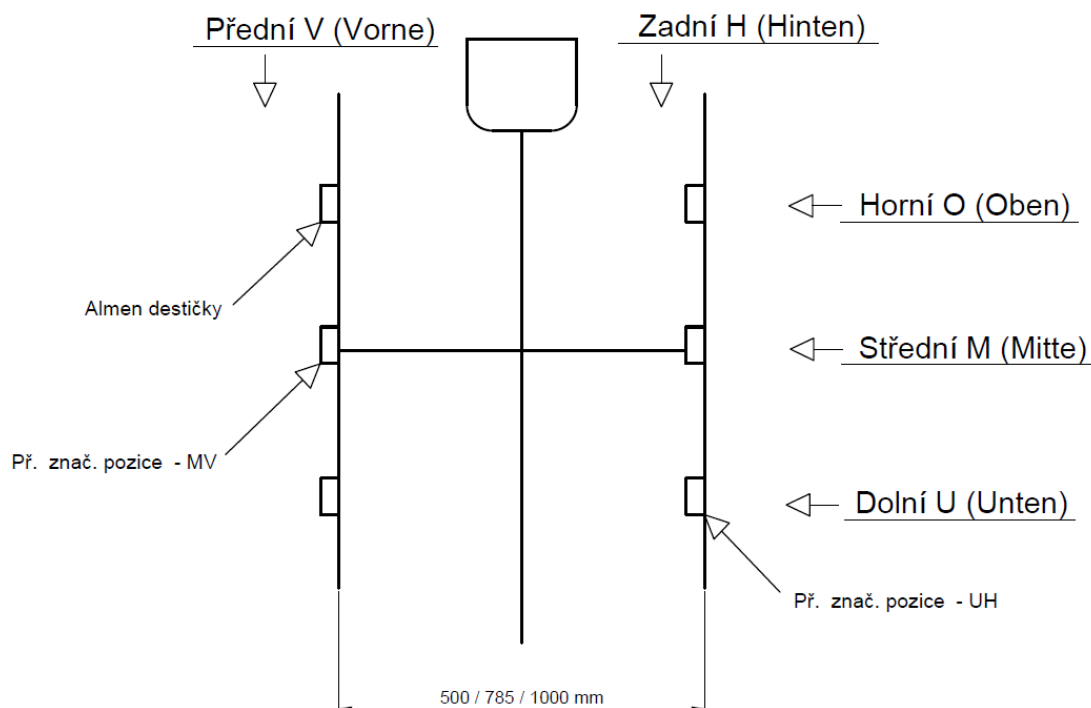 Přední V (Vorne)
Zadní H (Hinten)
Horní O (Oben)
Almen destičky
Střední M (Mitte)
Př. znač. pozice - MV
Dolní U (Unten)
Př. znač. pozice - UH
500 / 785 / 1000 mm